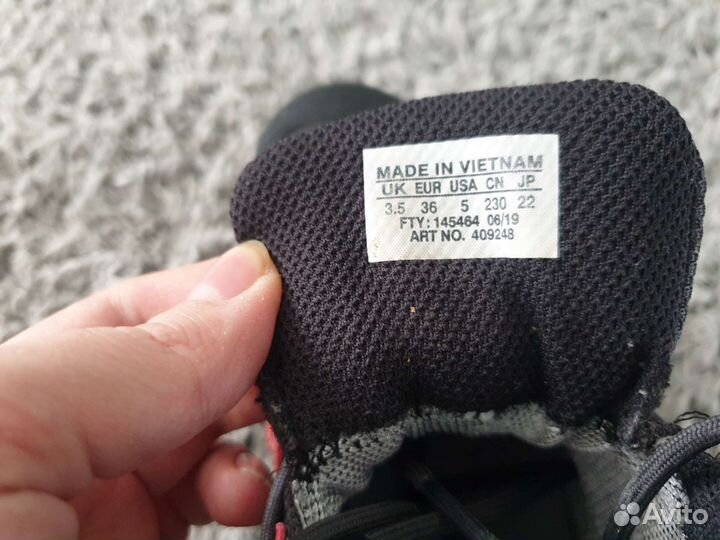 MADE IN VIETNAM
UK EUR USA CN JP
3.5 36 5 230 22
FTY: 145464 06/19
ART NO. 409248
Avito